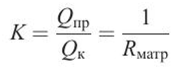 K = Qпр / Qк = 1 / Rматр